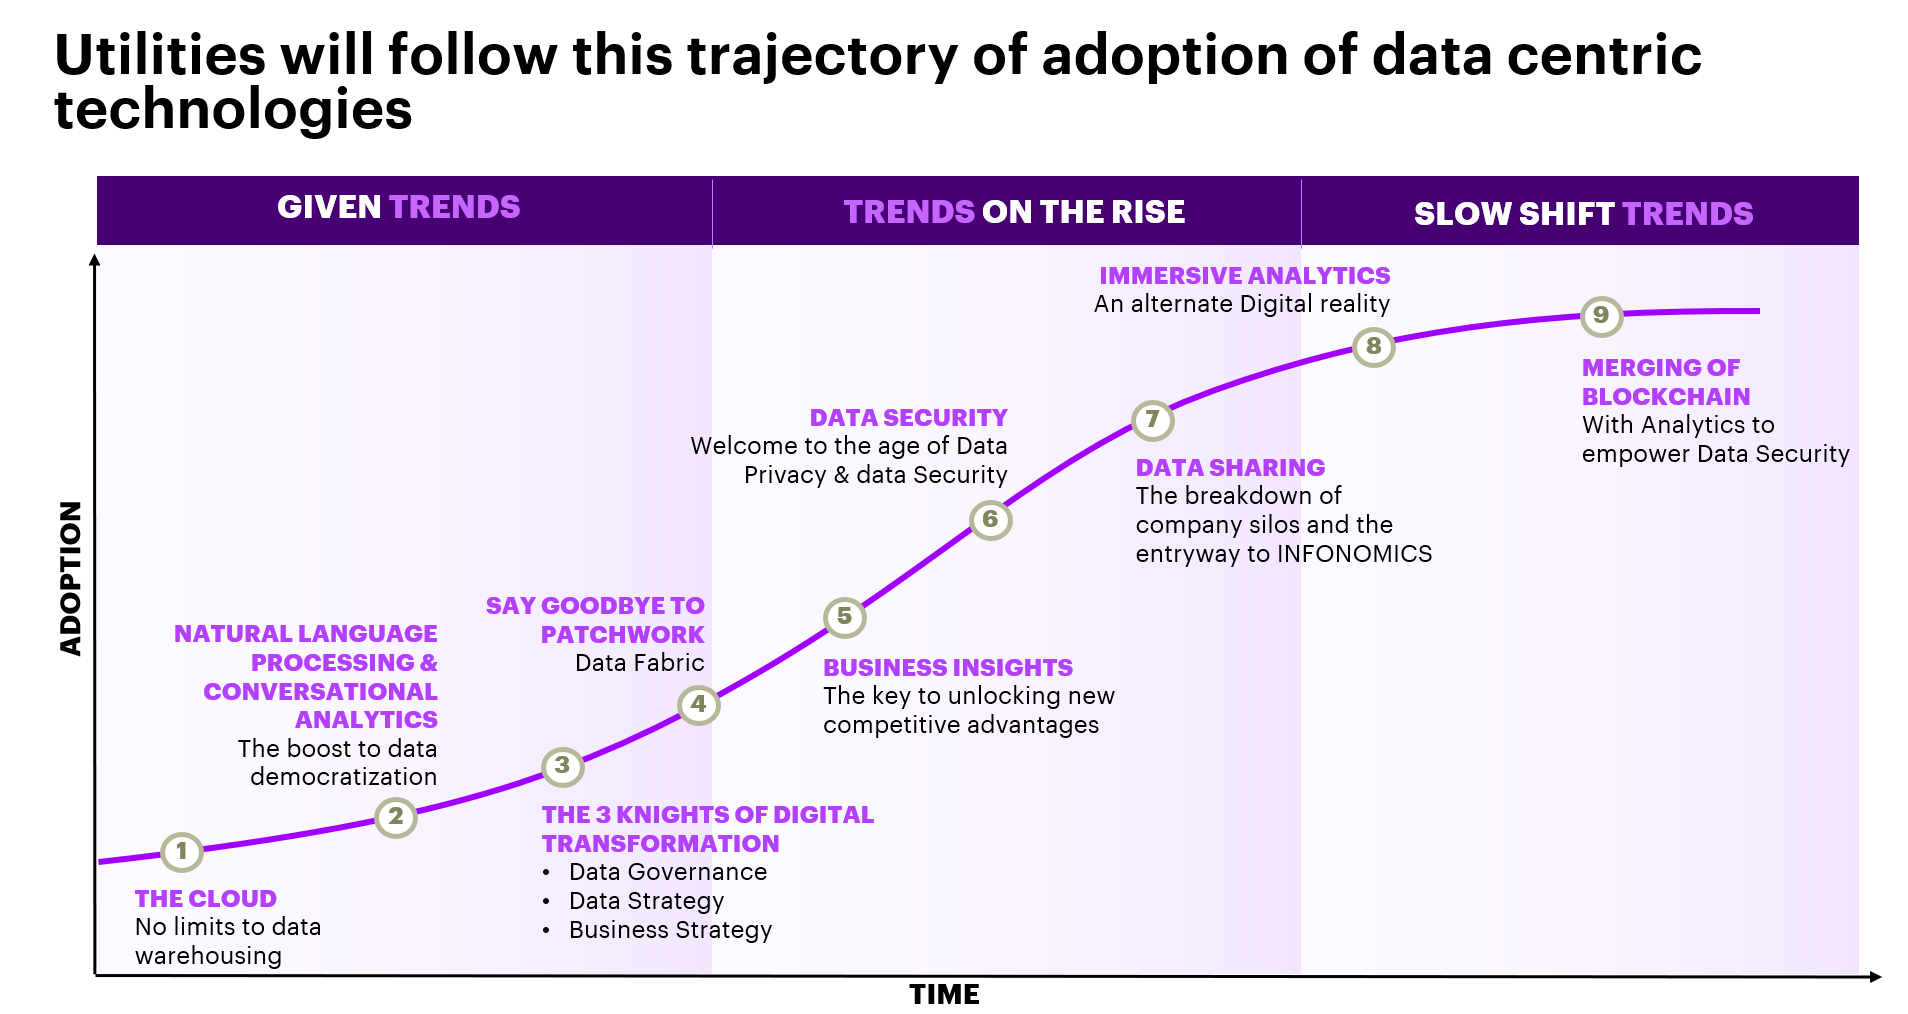 Utilities will follow this trajectory of adoption of data centric
technologies
GIVEN TRENDS
TRENDS ON THE RISE
SLOW SHIFT TRENDS
ADOPTION
1
THE CLOUD
No limits to data
warehousing
NATURAL LANGUAGE
PROCESSING &
CONVERSATIONAL
ANALYTICS
The boost to data
democratization
2
3
THE 3 KNIGHTS OF DIGITAL
TRANSFORMATION
• Data Governance
• Data Strategy
• Business Strategy
SAY GOODBYE TO
PATCHWORK
Data Fabric
4
5
BUSINESS INSIGHTS
The key to unlocking new
competitive advantages
DATA SECURITY
Welcome to the age of Data
Privacy & data Security
6
7
DATA SHARING
The breakdown of
company silos and the
entryway to INFONOMICS
IMMERSIVE ANALYTICS
An alternate Digital reality
8
9
MERGING OF
BLOCKCHAIN
With Analytics to
empower Data Security
TIME